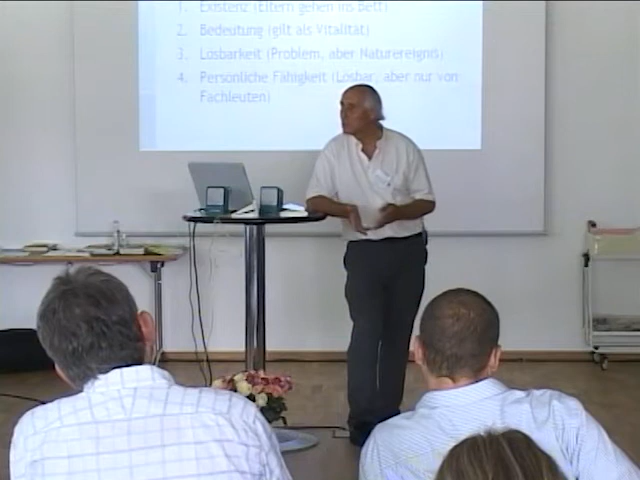 1. Existenz (Eltern gehen ins Bett)
2. Bedeutung (gilt als Vitalität)
3. Lösbarkeit (Problem, aber Naturereignis)
4. Persönliche Fähigkeit (Lösbar, aber nur von
Fachleuten)